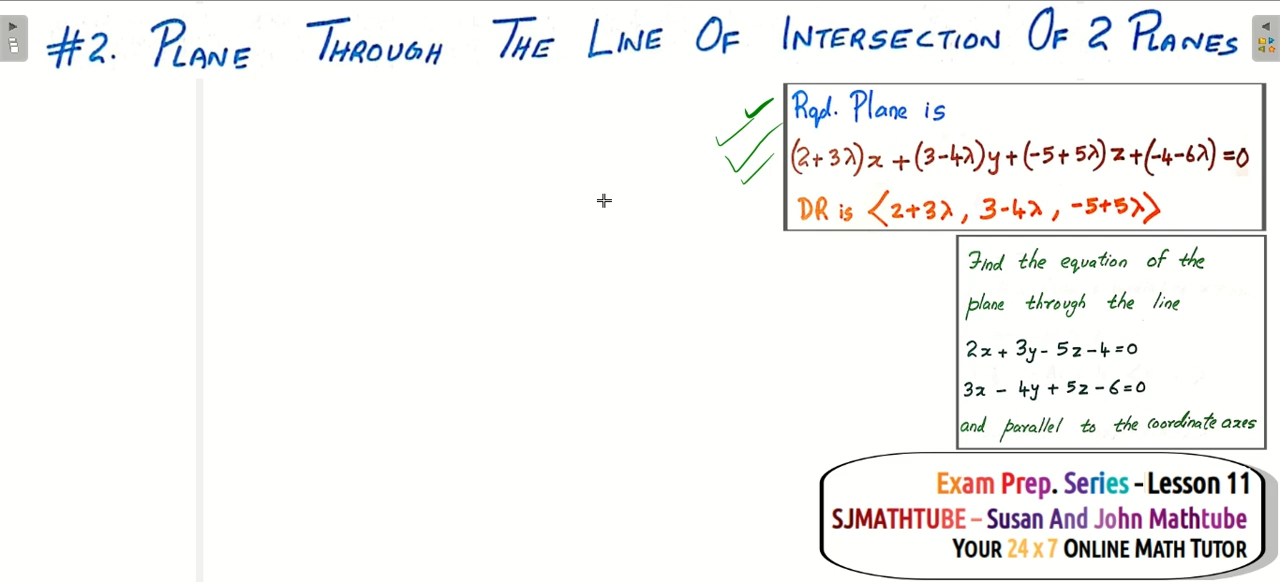 #2. PLANE THROUGH THE LINE OF INTERSECTION OF 2 PLANES
Rqd. Plane is
(2+3λ)x+(3-4λ)y+(-5+5λ)z+(-4-6λ)=0
DR is ⟨2+3λ, 3-4λ, -5+5λ⟩
Find the equation of the
plane through the line
2x+3y-5z-4=0
3x-4y+5z-6=0
and parallel to the coordinate axes
Exam Prep. Series - Lesson 11
SJMATHTUBE – Susan And John Mathtube
YOUR 24 x 7 ONLINE MATH TUTOR